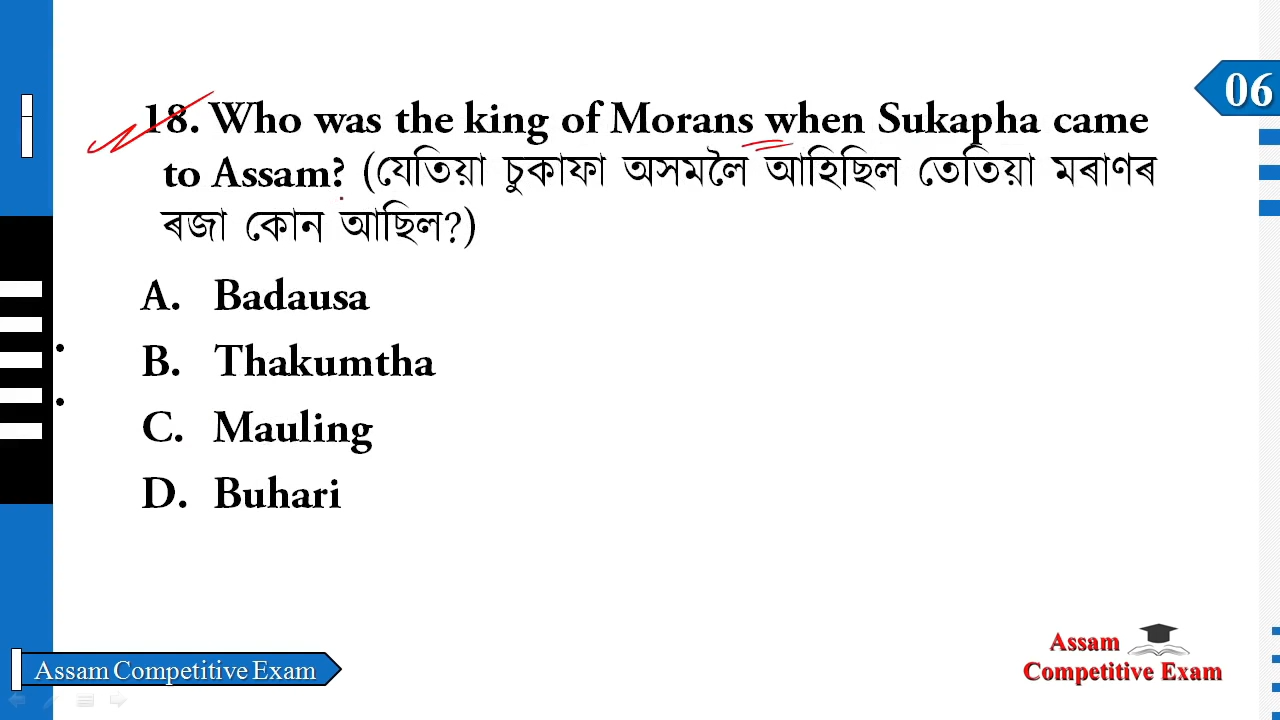 06
18. Who was the king of Morans when Sukapha came
to Assam? (যেতিয়া চুকাফা অসমলৈ আহিছিল তেতিয়া মৰাণৰ
ৰজা কোন আছিল?)
A. Badausa
B. Thakumtha
C. Mauling
D. Buhari
Assam Competitive Exam
Assam
Competitive Exam